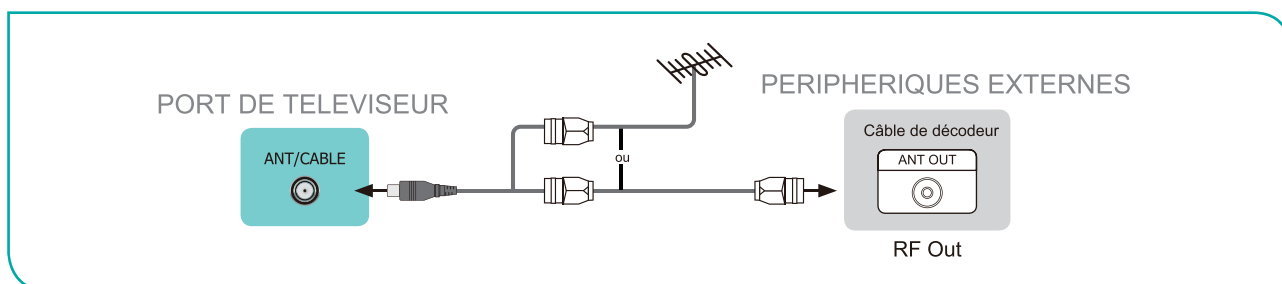 PORT DE TELEVISEUR
ANT/CABLE
ou
PERIPHERIQUES EXTERNES
Câble de décodeur
ANT OUT
RF Out